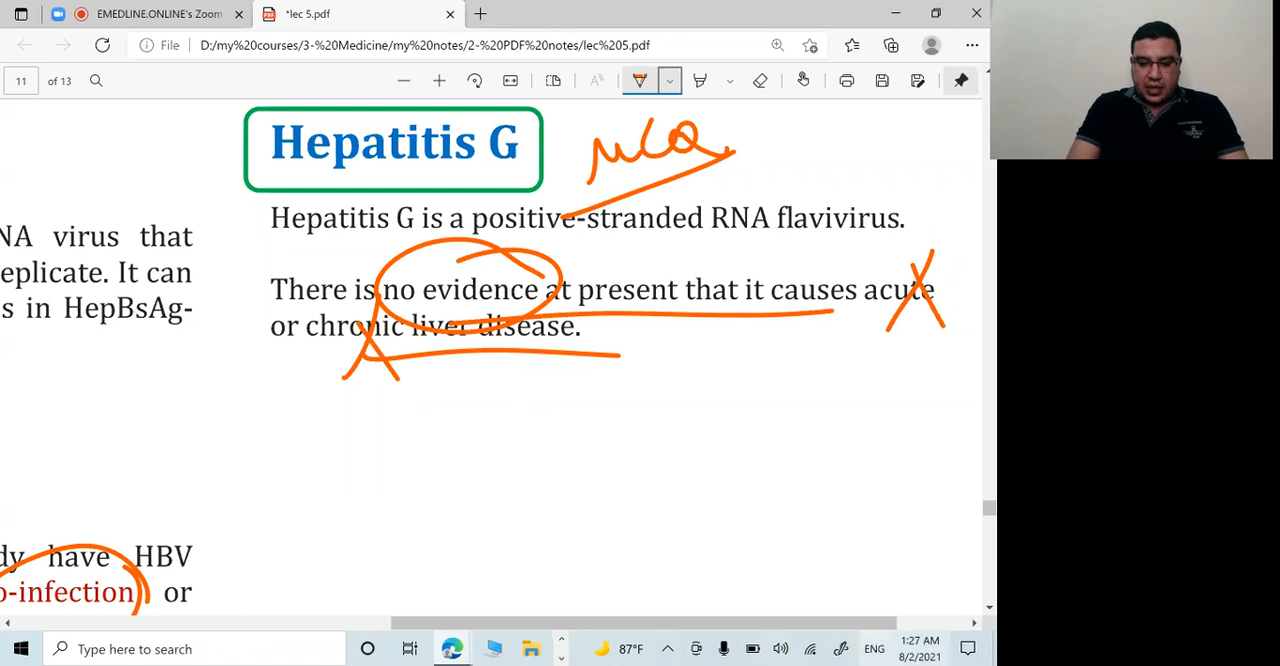 EMEDLINE.ONLINE's Zoom
*lec 5.pdf
File
D:/my%20courses/3-%20Medicine/my%20notes/2-%20PDF%20notes/lec%205.pdf
11 of 13
Hepatitis G
MCQ
Hepatitis G is a positive-stranded RNA flavivirus.
There is no evidence at present that it causes acute
or chronic liver disease.
X
X
NA virus that
eplicate. It can
s in HepBsAg-
dy have HBV
o-infection) or
Type here to search
87°F
ENG
1:27 AM
8/2/2021